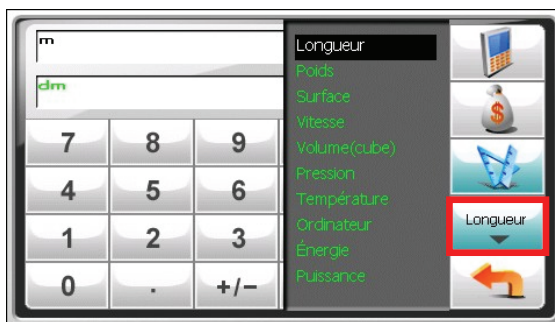 m
dm
7 8 9
4 5 6
1 2 3
0 . +/-
Longueur
Poids
Surface
Vitesse
Volume(cube)
Pression
Température
Ordinateur
Énergie
Puissance
$
Longueur